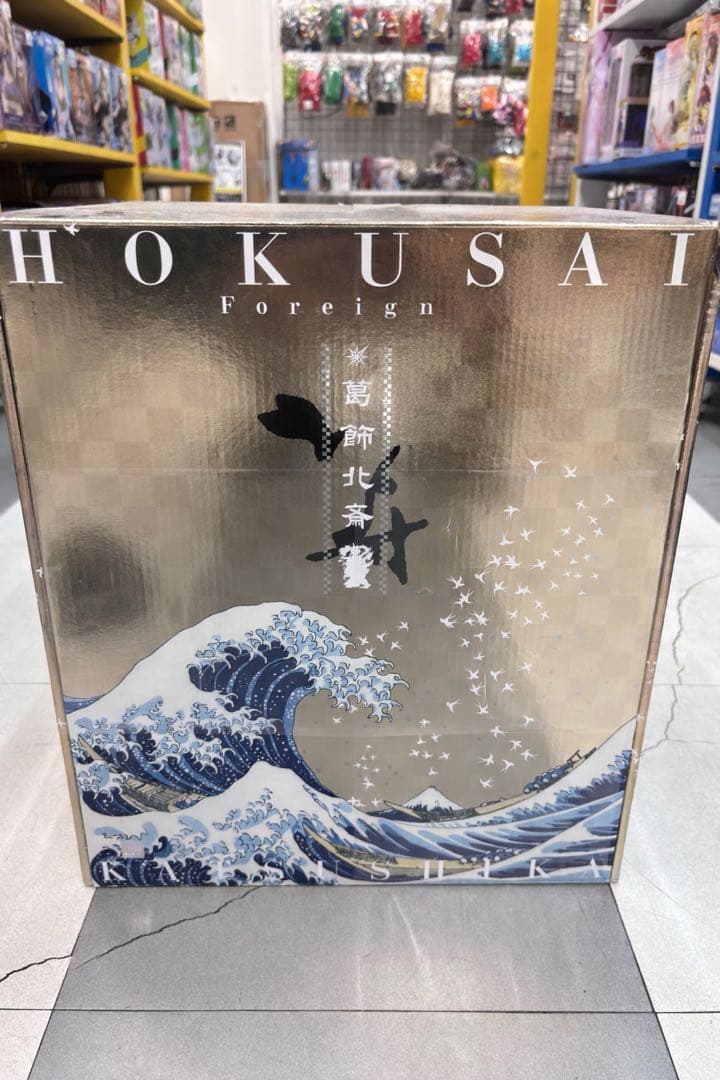 HOKUSAI
Foreign
葛飾北斎
KATSUSHIKA